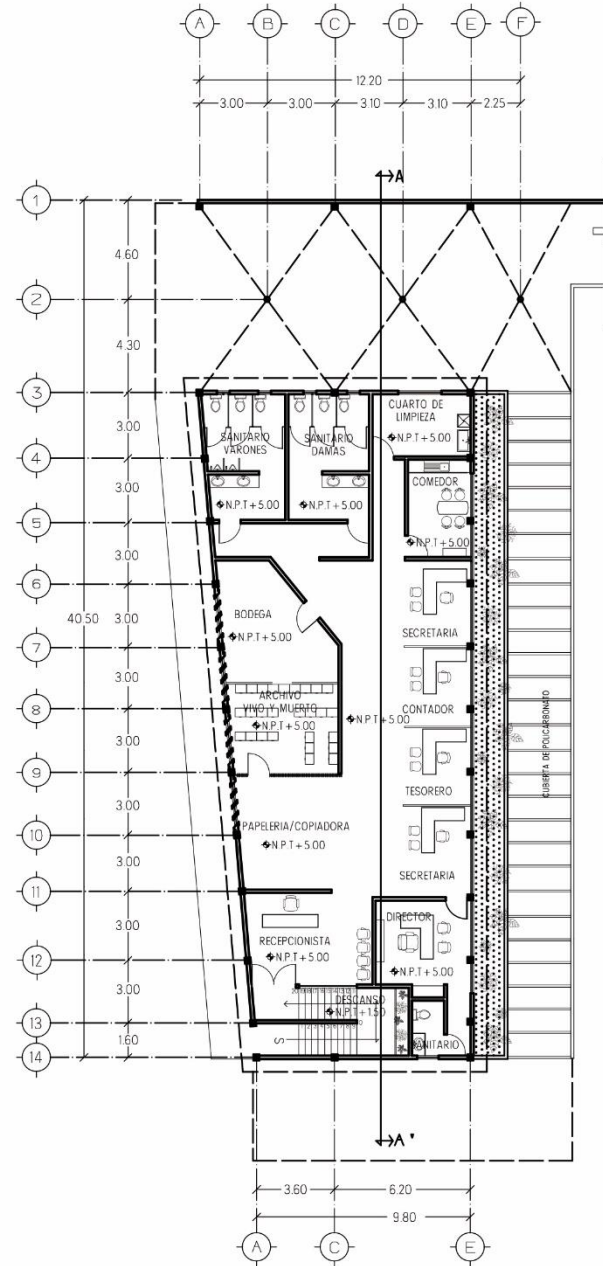 A B C D E F
12.20
3.00 3.00 3.10 3.10 2.25
A
1
4.60
2
4.30
3
3.00
CUARTO DE
LIMPIEZA
SANITARIO
VARONES
SANITARIO
DAMAS
N.P.T+5.00
4
3.00
COMEDOR
N.P.T+5.00
N.P.T+5.00
5
3.00
N.P.T+5.00
6
40.50
3.00
BODEGA
N.P.T+5.00
SECRETARIA
7
3.00
ARCHIVO
VIVO Y MUERTO
N.P.T+5.00
CONTADOR
8
N.P.T+5.00
3.00
CUBIERTA DE POLICARBONATO
9
TESORERO
3.00
PAPELERIA/COPIADORA
10
N.P.T+5.00
3.00
SECRETARIA
11
3.00
DIRECTOR
RECEPCIONISTA
12
N.P.T+5.00
N.P.T+5.00
3.00
DESCANSO
N.P.T+1.50
13
1.60
S
SANITARIO
14
A'
3.60 6.20
9.80
A C E